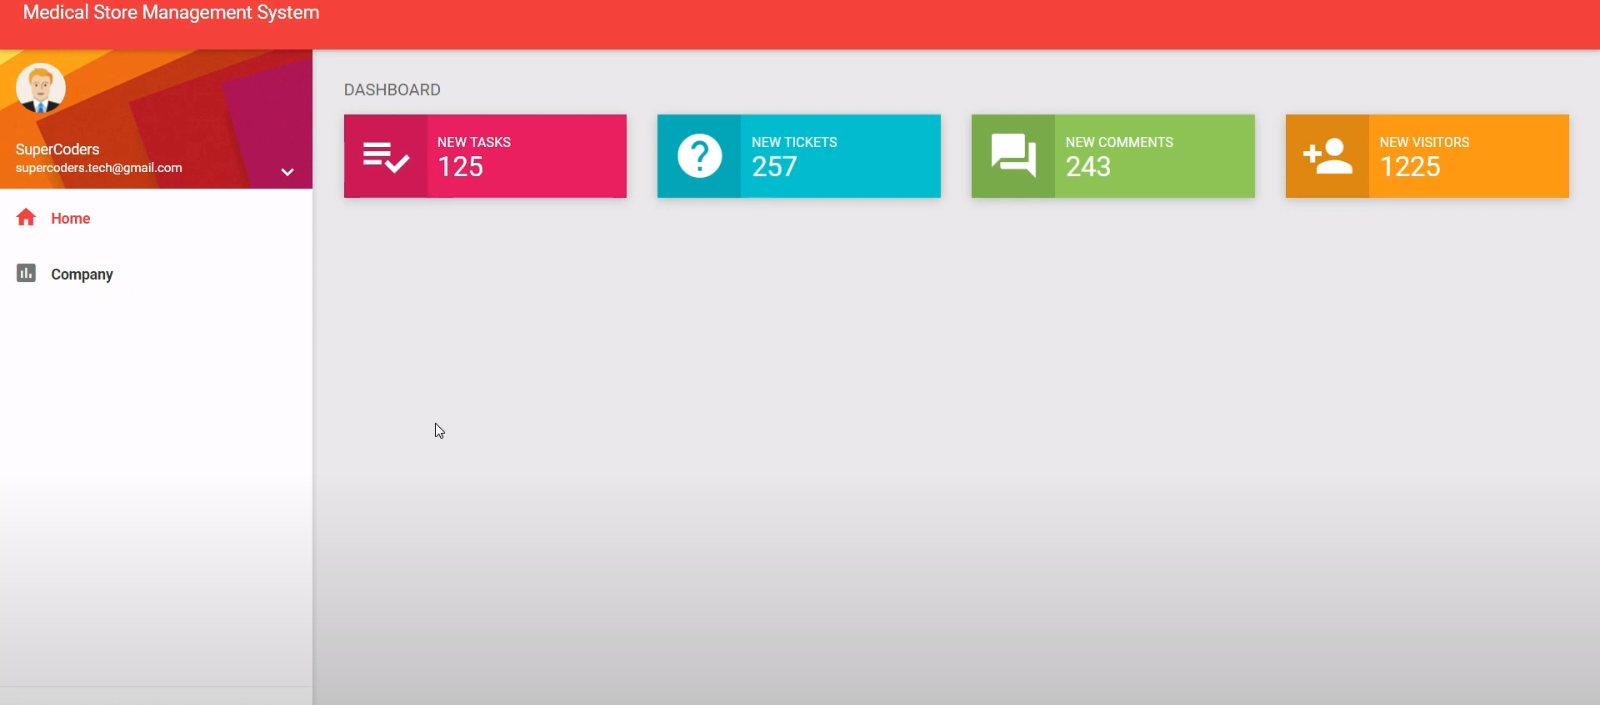 Medical Store Management System
SuperCoders
supercoders.tech@gmail.com
Home
Company
DASHBOARD
NEW TASKS
125
NEW TICKETS
257
NEW COMMENTS
243
NEW VISITORS
1225